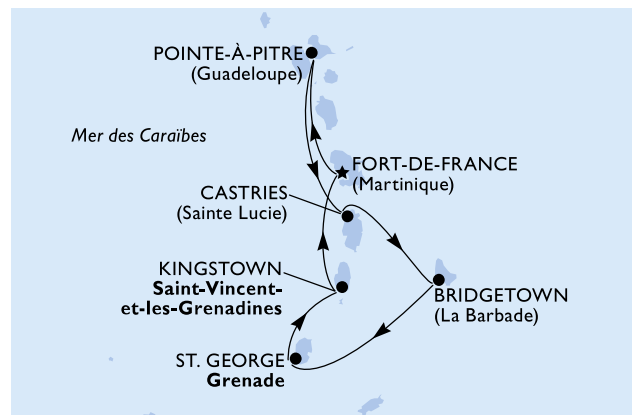 POINTE-À-PITRE
(Guadeloupe)
Mer des Caraïbes
FORT-DE-FRANCE
(Martinique)
CASTRIES
(Sainte Lucie)
KINGSTOWN
Saint-Vincent-
et-les-Grenadines
BRIDGETOWN
(La Barbade)
ST. GEORGE
Grenade